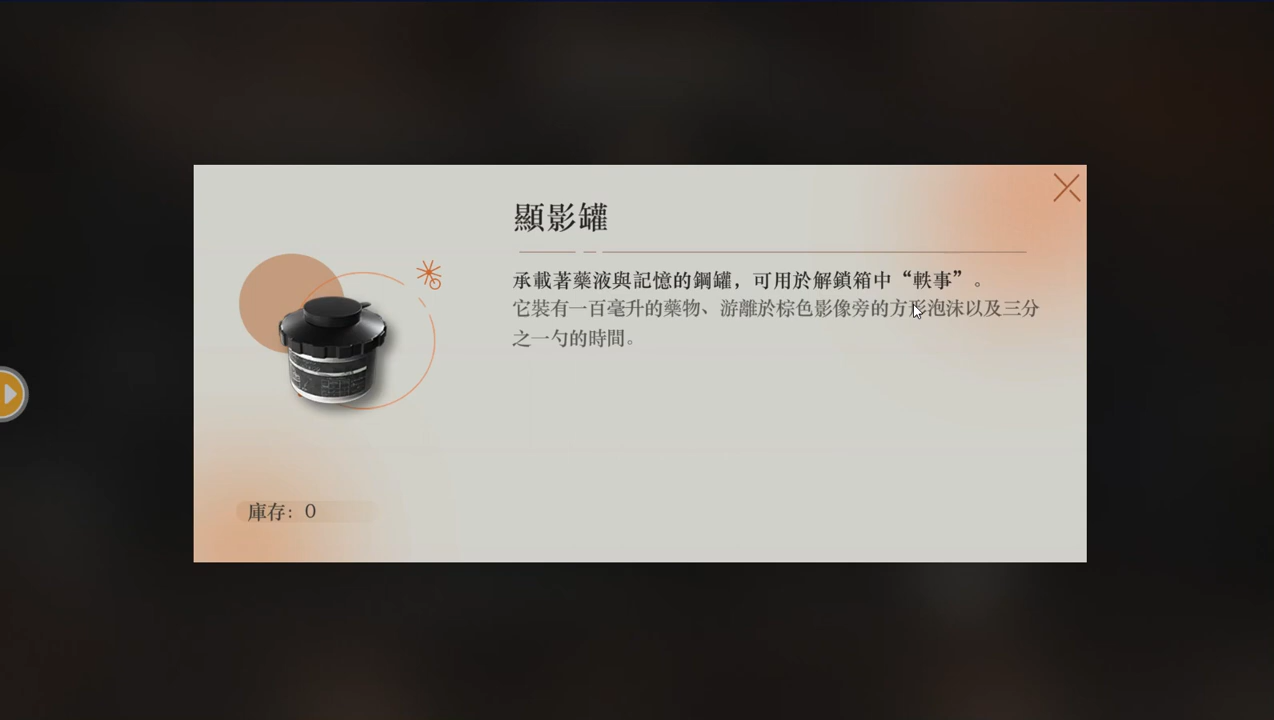 顯影罐
承載著藥液與記憶的鋼罐，可用於解鎖箱中“軼事”。
它裝有一百毫升的藥物、游離於棕色影像旁的方形泡沫以及三分
之一勺的時間。
庫存：0